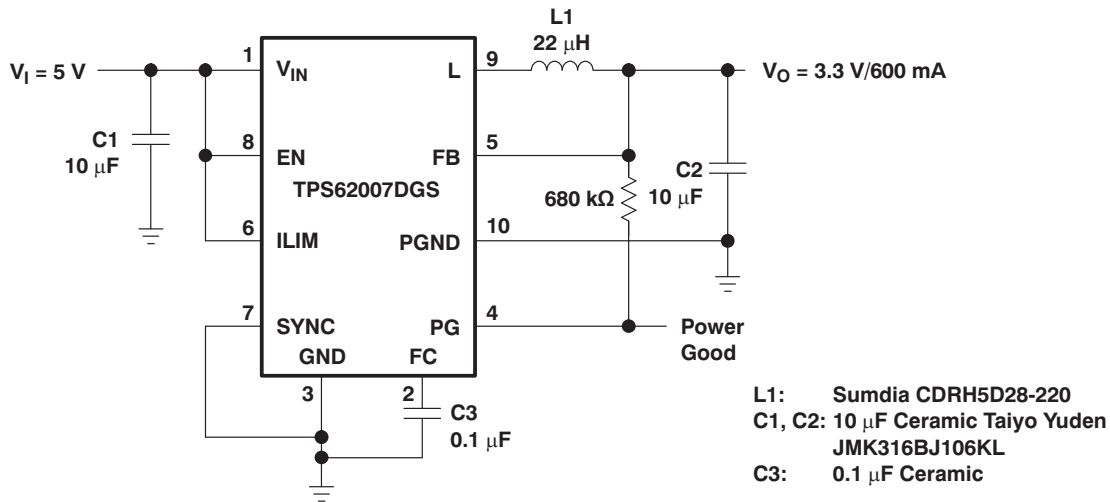 L1
22 μH
VI = 5 V
1
VIN
L
9
VO = 3.3 V/600 mA
C1
10 μF
8
EN
FB
5
TPS62007DGS
680 kΩ
C2
10 μF
6
ILIM
PGND
10
7
SYNC
PG
4
Power
Good
GND
FC
3
2
C3
0.1 μF
L1: Sumdia CDRH5D28-220
C1, C2: 10 μF Ceramic Taiyo Yuden
JMK316BJ106KL
C3: 0.1 μF Ceramic